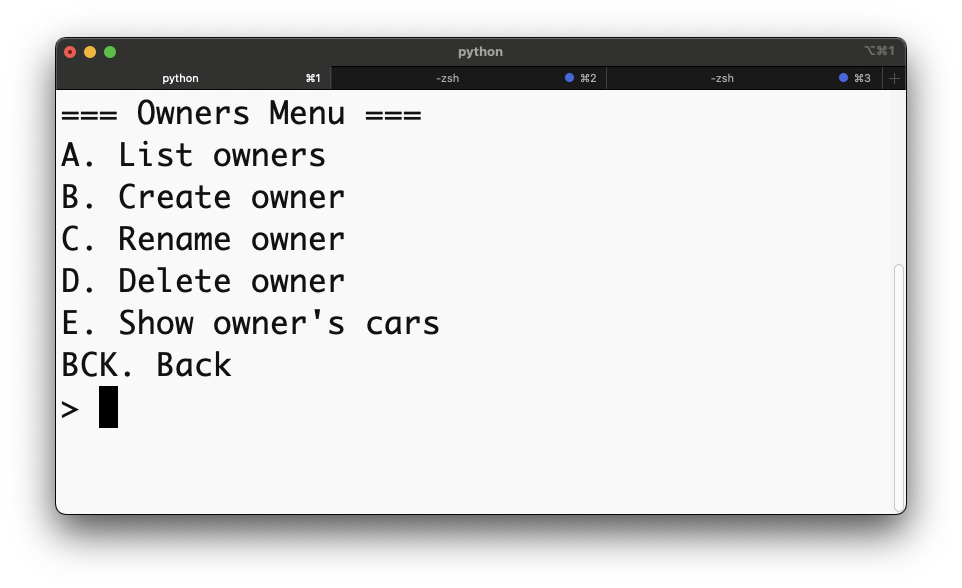 python
⌥⌘1
python ⌘1 -zsh ⌘2 -zsh ⌘3 +
=== Owners Menu ===
A. List owners
B. Create owner
C. Rename owner
D. Delete owner
E. Show owner's cars
BCK. Back
>